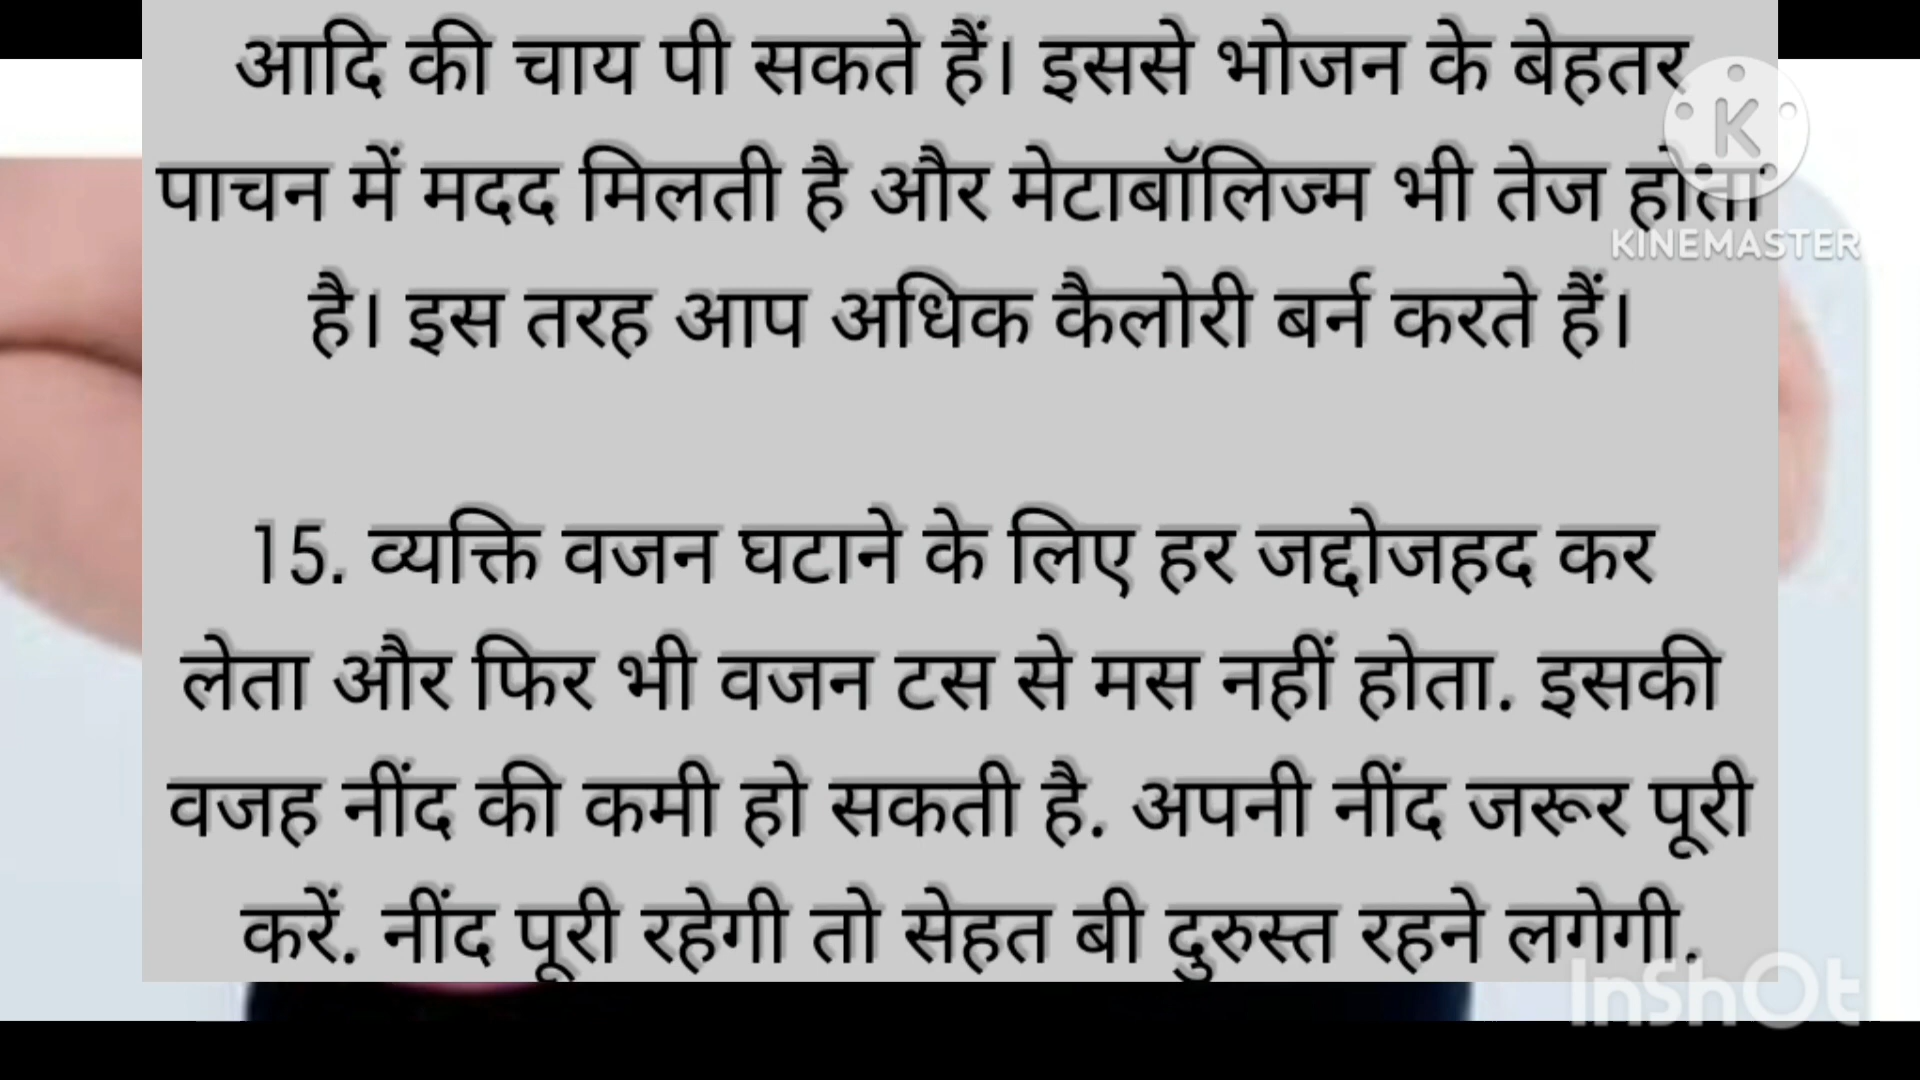 आदि की चाय पी सकते हैं। इससे भोजन के बेहतर
पाचन में मदद मिलती है और मेटाबॉलिज्म भी तेज होता
है। इस तरह आप अधिक कैलोरी बर्न करते हैं।
15. व्यक्ति वजन घटाने के लिए हर जद्दोजहद कर
लेता और फिर भी वजन टस से मस नहीं होता. इसकी
वजह नींद की कमी हो सकती है. अपनी नींद जरूर पूरी
करें. नींद पूरी रहेगी तो सेहत बी दुरुस्त रहने लगेगी.
K
KINEMASTER
InShOt